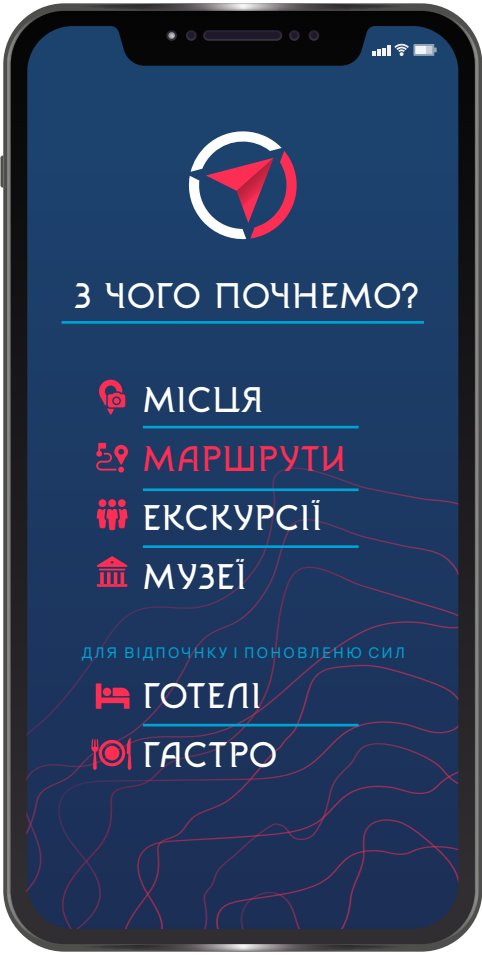 З ЧОГО ПОЧНЕМО?
МІСЦЯ
МАРШРУТИ
ЕКСКУРСІЇ
МУЗЕЇ
ДЛЯ ВІДПОЧНКУ І ПОНОВЛЕНЮ СИЛ
ГОТЕЛІ
ГАСТРО